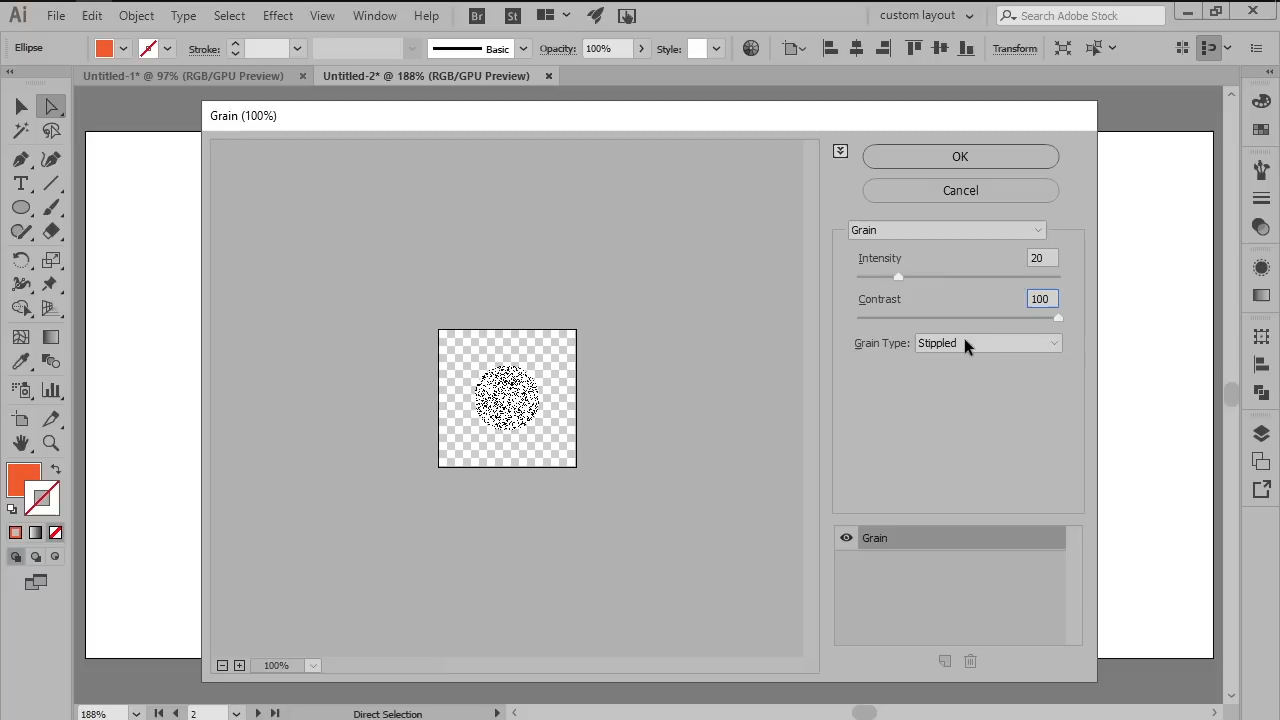 Ai File Edit Object Type Select Effect View Window Help Br St custom layout Search Adobe Stock
Ellipse Stroke: Basic Opacity: 100% Style: Transform
Untitled-1* @ 97% (RGB/GPU Preview) Untitled-2* @ 188% (RGB/GPU Preview)
Grain (100%)
OK
Cancel
Grain
Intensity 20
Contrast 100
Grain Type: Stippled
Grain
100%
188% 2 Direct Selection